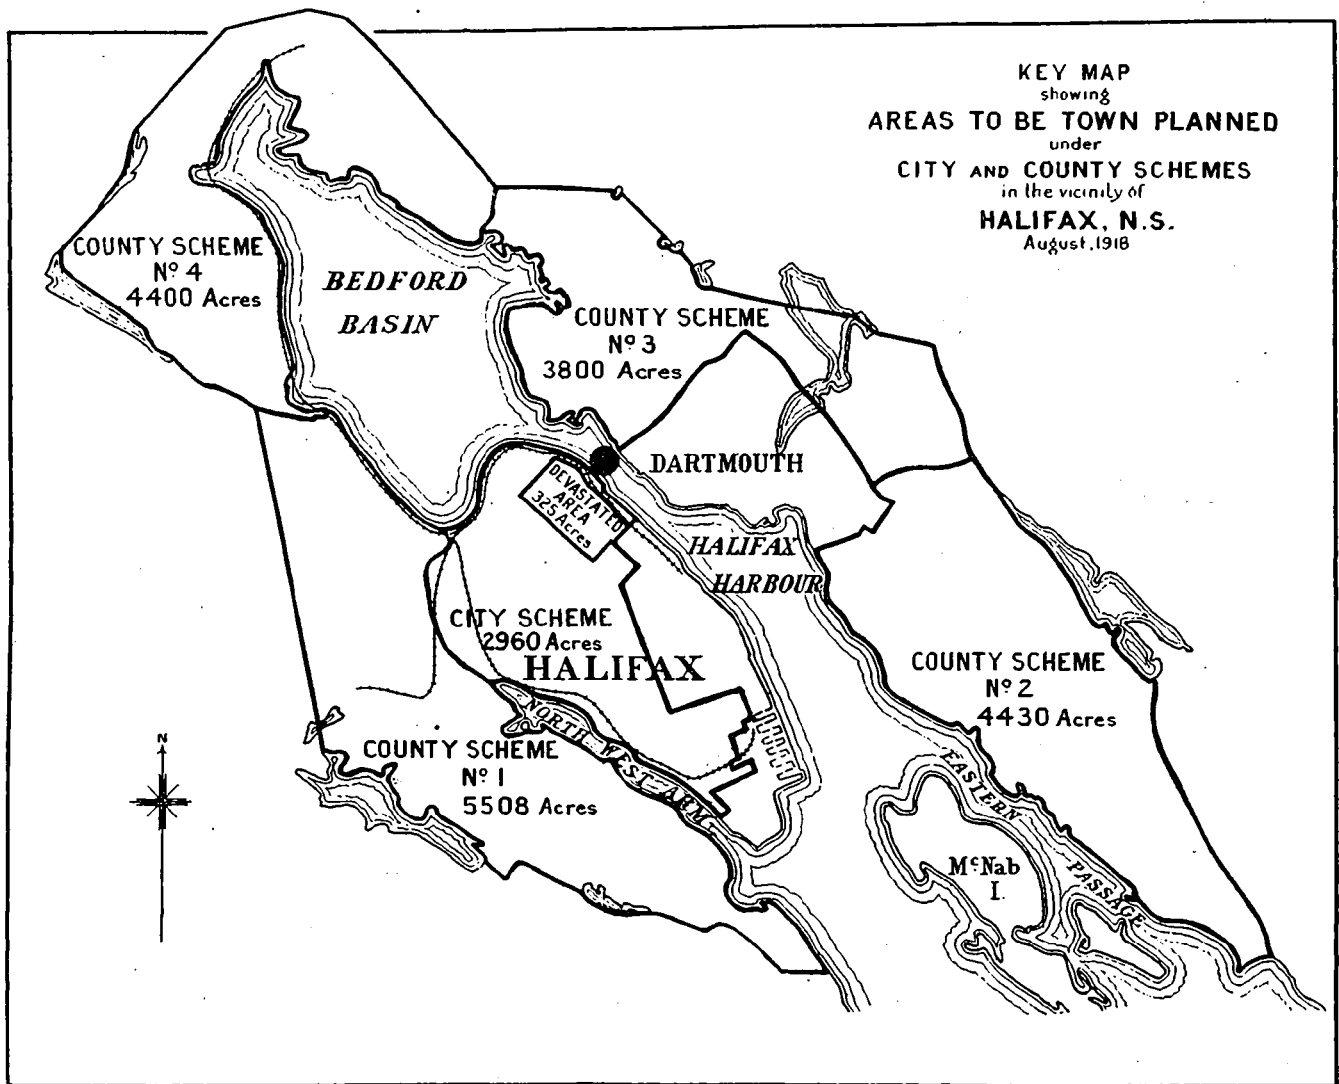 KEY MAP
showing
AREAS TO BE TOWN PLANNED
under
CITY AND COUNTY SCHEMES
in the vicinity of
HALIFAX, N.S.
August, 1918
COUNTY SCHEME
Nº 4
4400 Acres
BEDFORD
BASIN
COUNTY SCHEME
Nº 3
3800 Acres
DARTMOUTH
DEVASTATED
AREA
325 Acres
HALIFAX
HARBOUR
CITY SCHEME
2960 Acres
HALIFAX
COUNTY SCHEME
Nº 2
4430 Acres
NORTH WEST ARM
COUNTY SCHEME
Nº 1
5508 Acres
N
EASTERN PASSAGE
McNab
I.